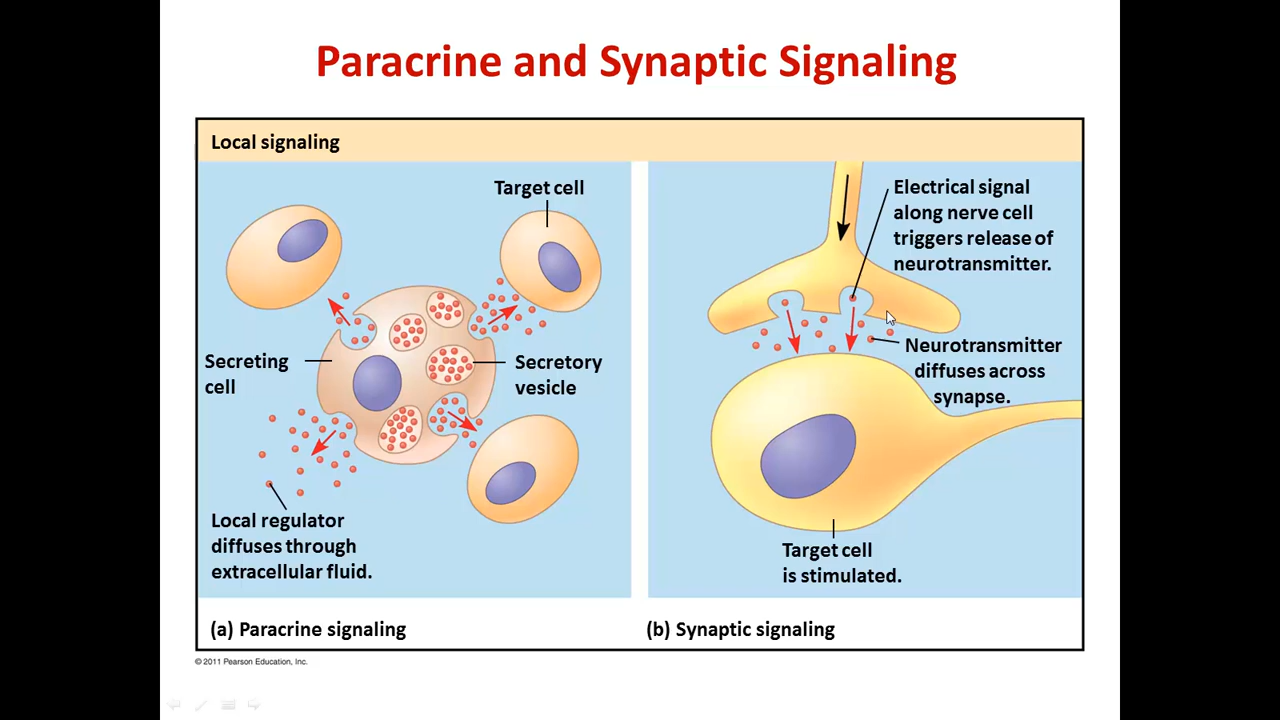 Paracrine and Synaptic Signaling
Local signaling
Target cell
Secreting
cell
Secretory
vesicle
Local regulator
diffuses through
extracellular fluid.
(a) Paracrine signaling
Electrical signal
along nerve cell
triggers release of
neurotransmitter.
Neurotransmitter
diffuses across
synapse.
Target cell
is stimulated.
(b) Synaptic signaling
© 2011 Pearson Education, Inc.